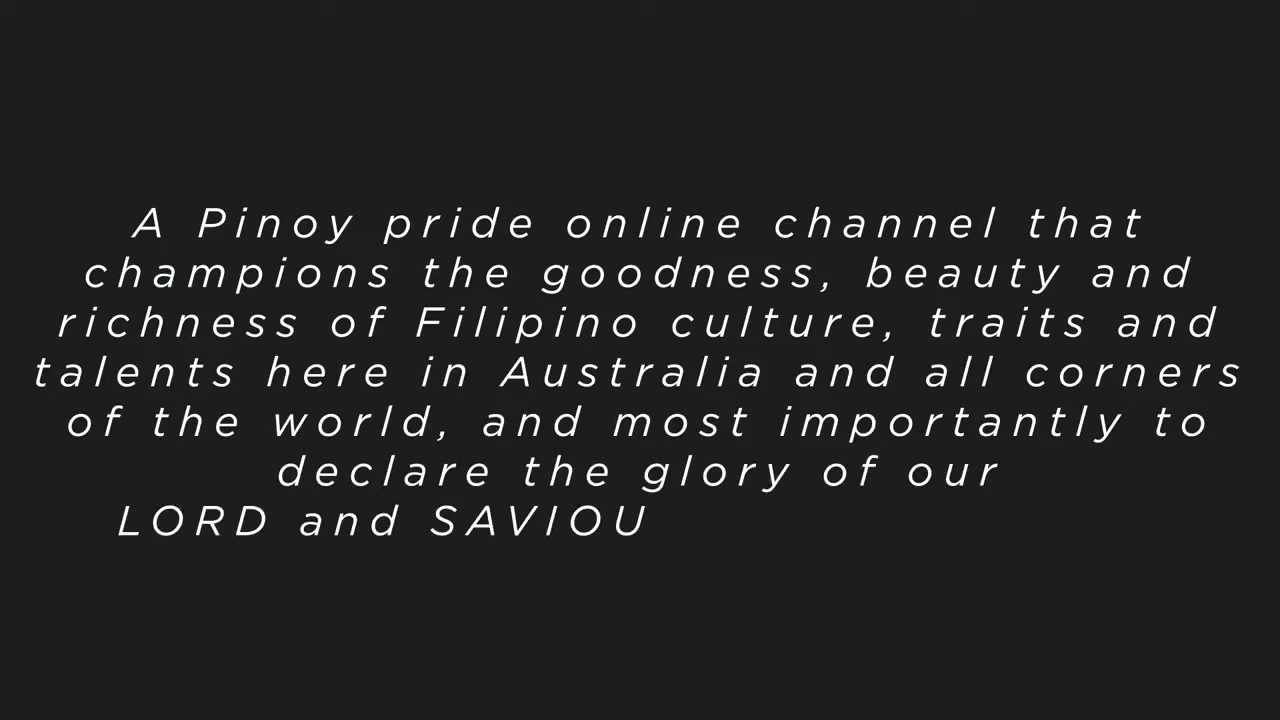 A Pinoy pride online channel that
champions the goodness, beauty and
richness of Filipino culture, traits and
talents here in Australia and all corners
of the world, and most importantly to
declare the glory of our
LORD and SAVIOU